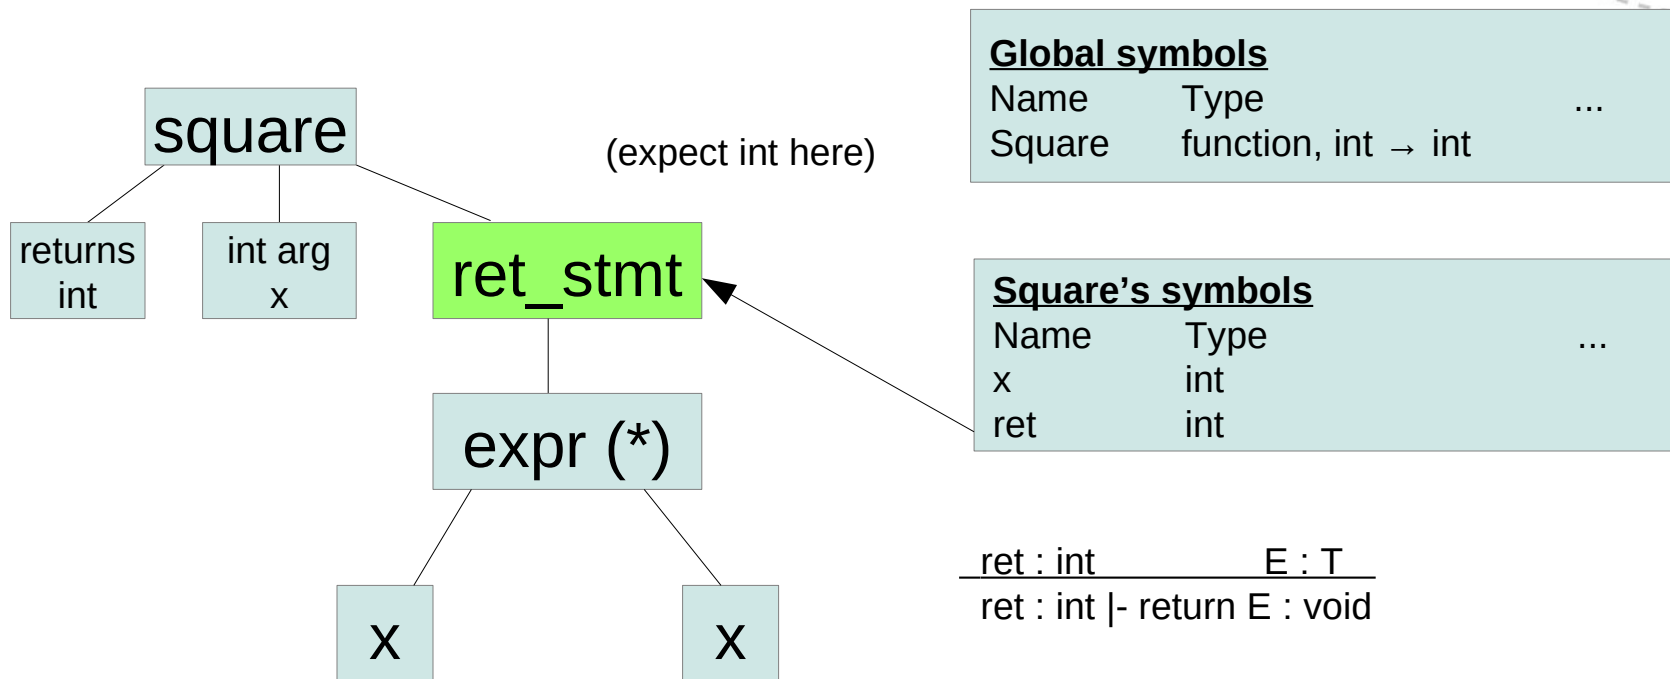 square
returns
int
int arg
x
(expect int here)
ret_stmt
expr (*)
x
x
Global symbols
Name Type ...
Square function, int → int
Square’s symbols
Name Type ...
x int
ret int
ret : int E : T
ret : int |- return E : void